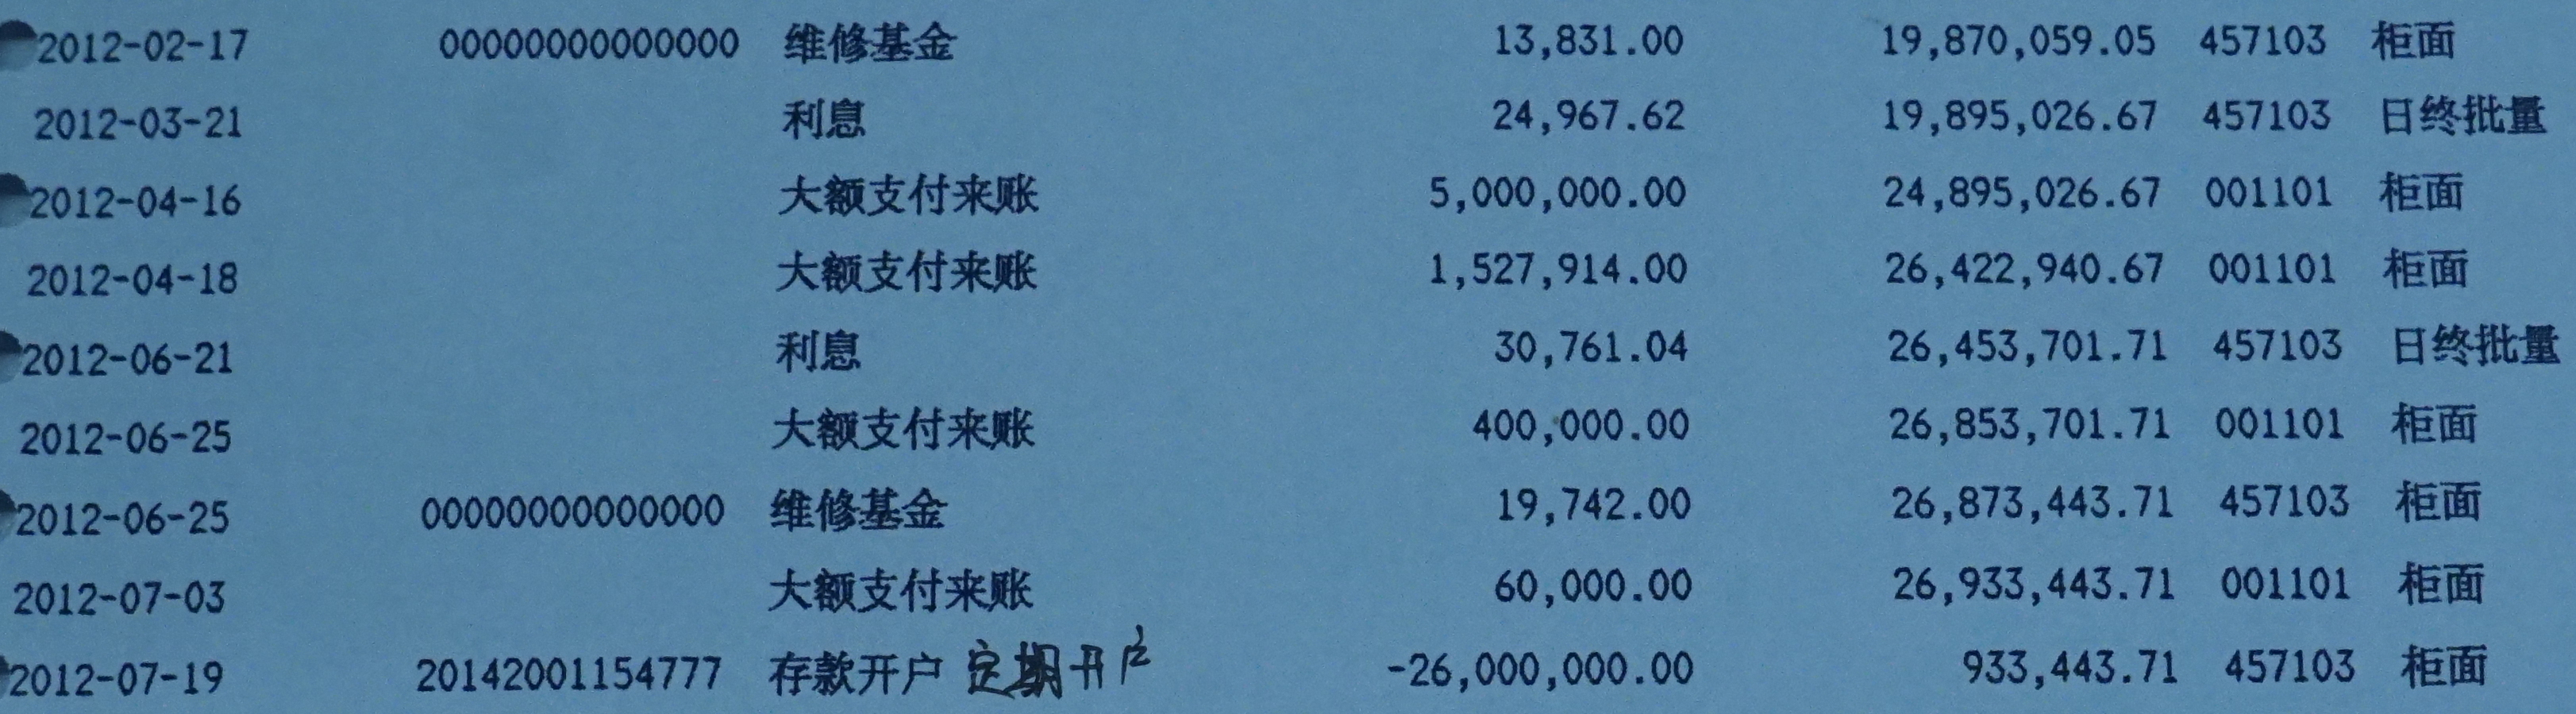 2012-02-17 00000000000000 维修基金 13,831.00 19,870,059.05 457103 柜面
2012-03-21 利息 24,967.62 19,895,026.67 457103 日终批量
2012-04-16 大额支付来账 5,000,000.00 24,895,026.67 001101 柜面
2012-04-18 大额支付来账 1,527,914.00 26,422,940.67 001101 柜面
2012-06-21 利息 30,761.04 26,453,701.71 457103 日终批量
2012-06-25 大额支付来账 400,000.00 26,853,701.71 001101 柜面
2012-06-25 00000000000000 维修基金 19,742.00 26,873,443.71 457103 柜面
2012-07-03 大额支付来账 60,000.00 26,933,443.71 001101 柜面
2012-07-19 20142001154777 存款开户 定期开户 -26,000,000.00 933,443.71 457103 柜面